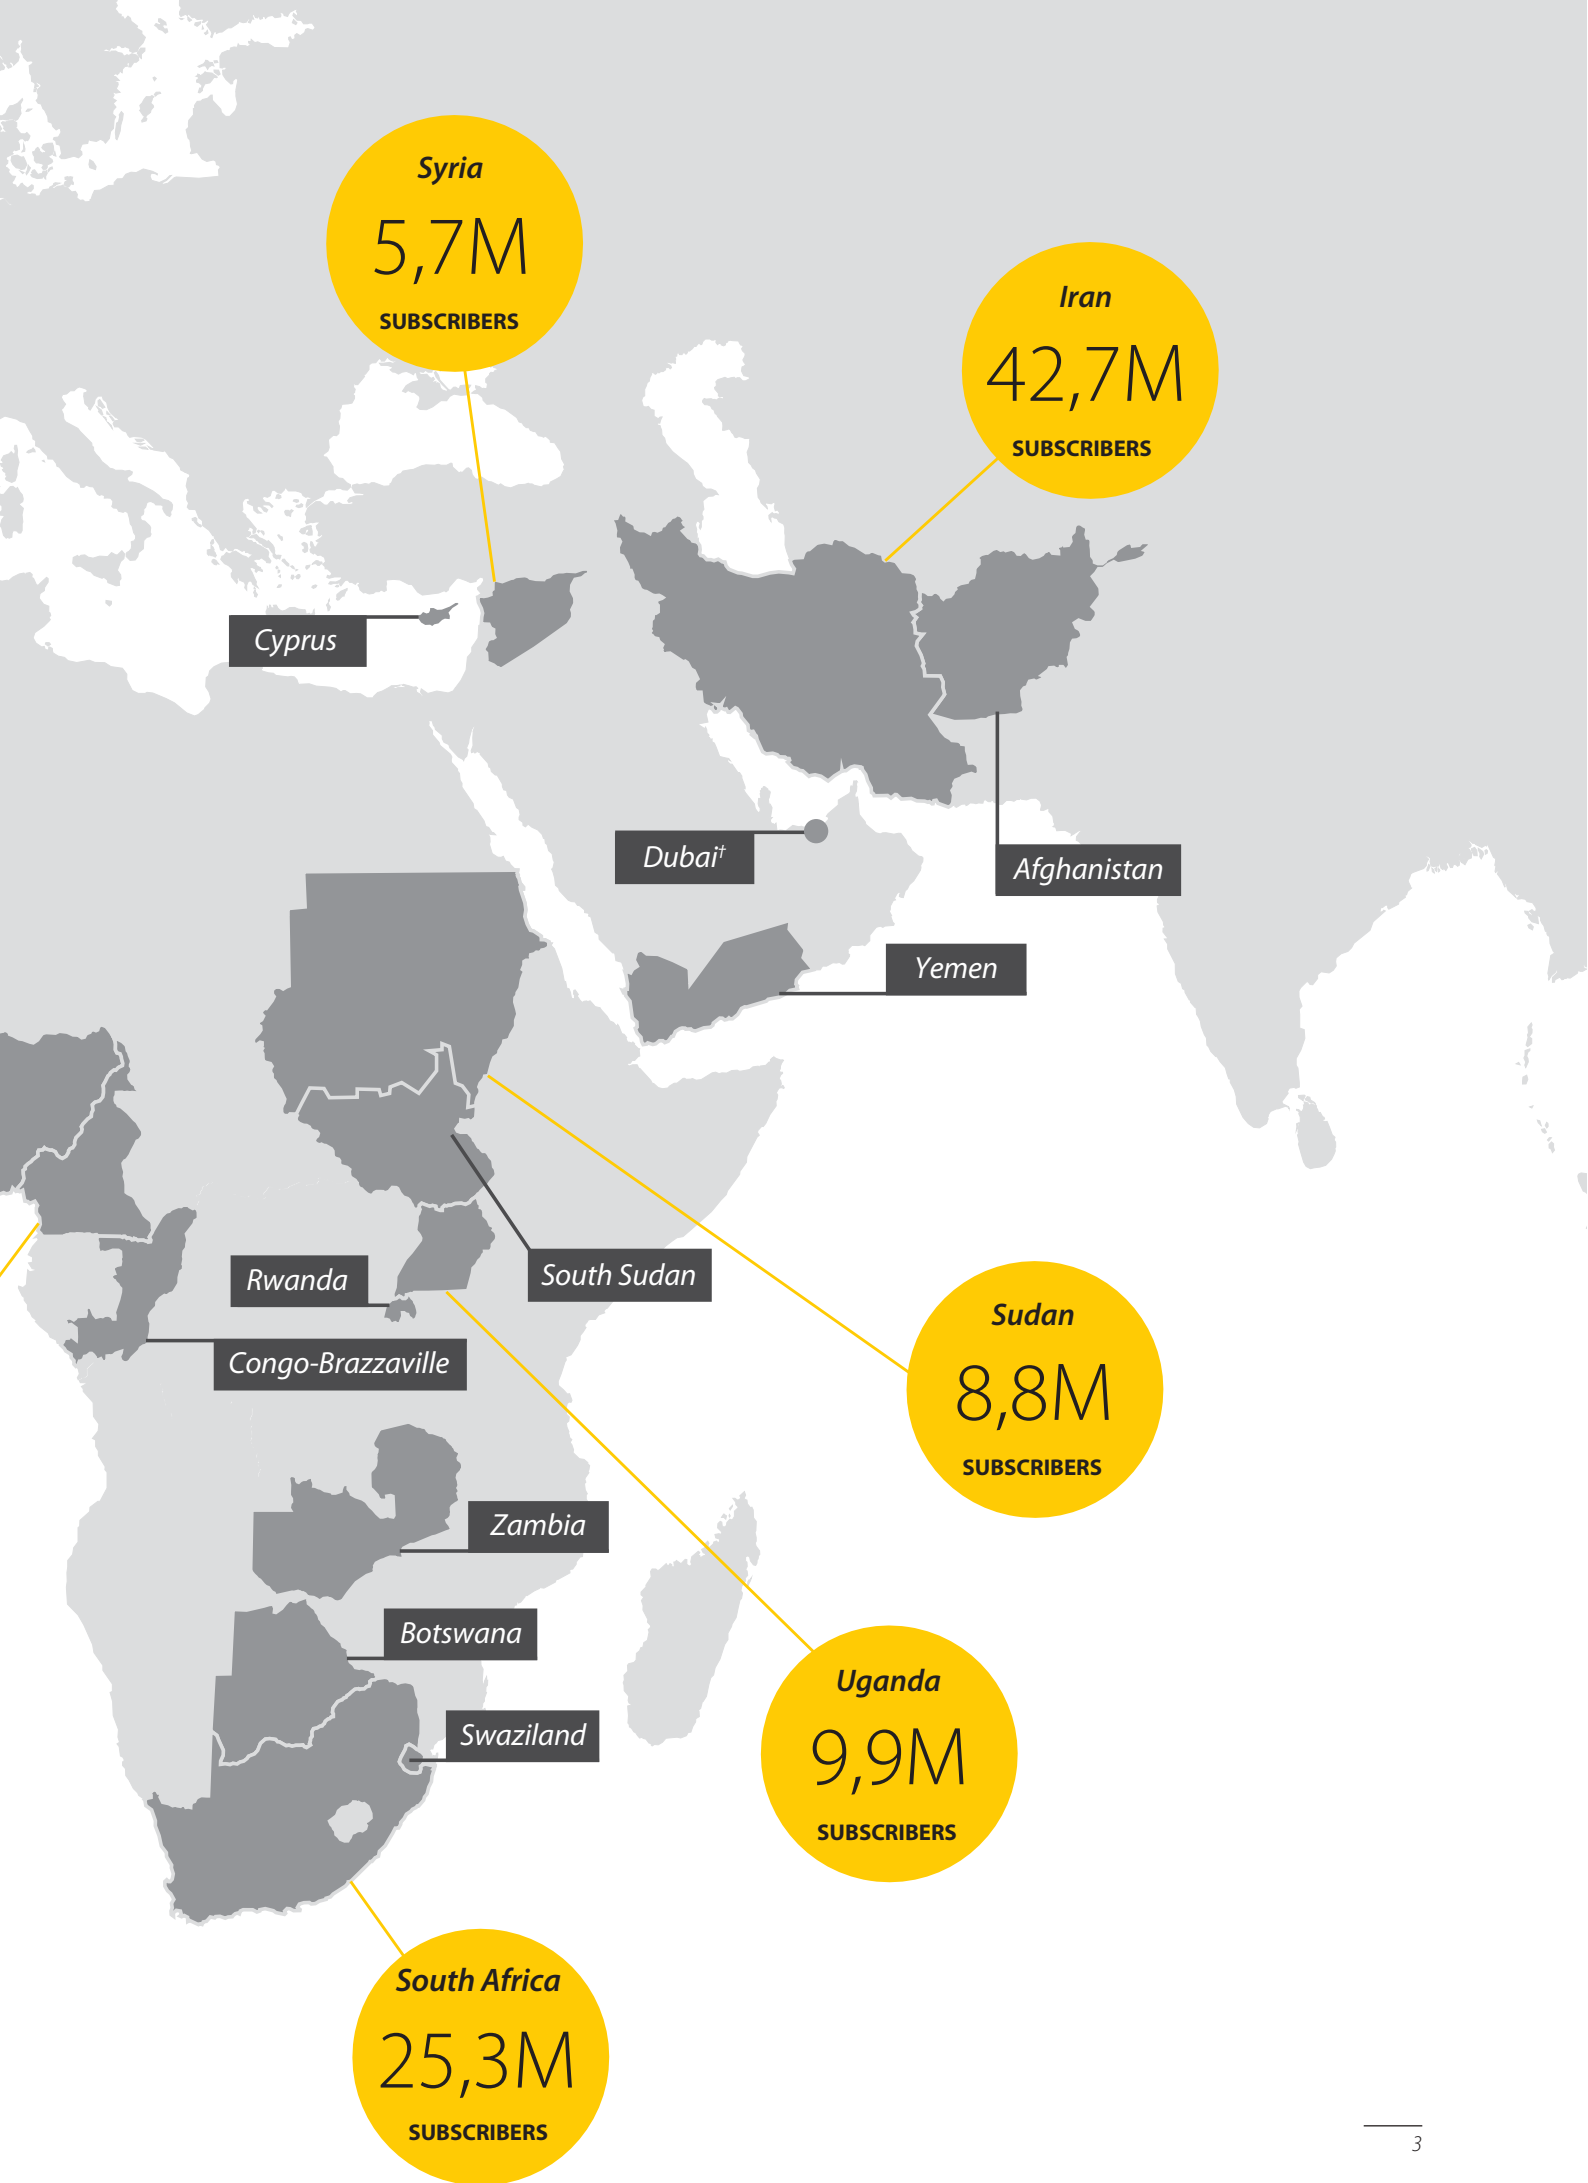 Syria
5,7M
SUBSCRIBERS
Iran
42,7M
SUBSCRIBERS
Cyprus
Dubai†
Afghanistan
Yemen
South Sudan
Rwanda
Congo-Brazzaville
Sudan
8,8M
SUBSCRIBERS
Zambia
Botswana
Swaziland
Uganda
9,9M
SUBSCRIBERS
South Africa
25,3M
SUBSCRIBERS
3